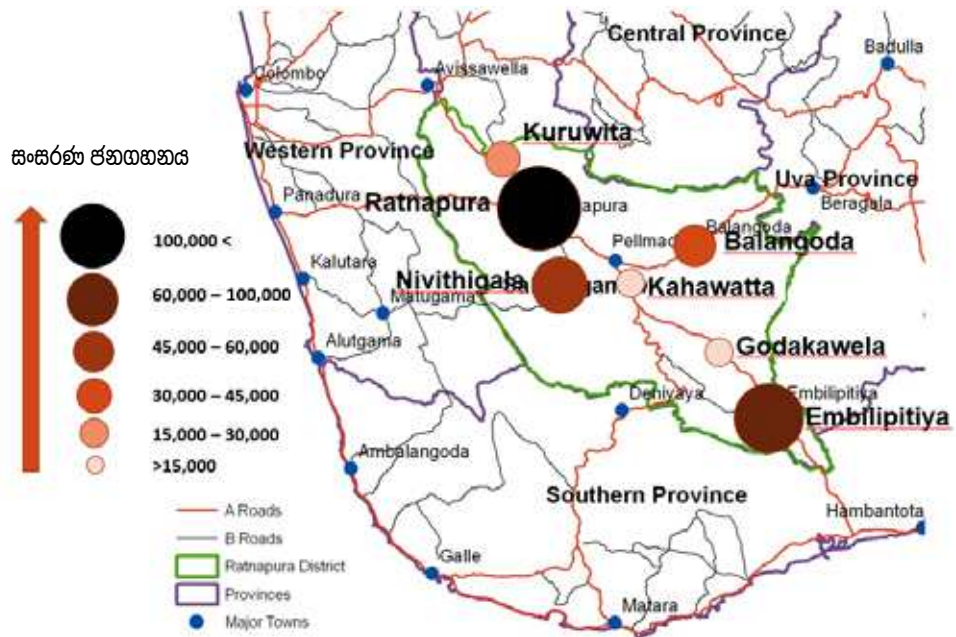 Central Province
Badulla
Colombo
Avissawella
Kuruwita
සංසරණ ජනගහනය
Western Province
Uva Province
Panadura
Ratnapura
apura
Beragala
100,000 <
Pellmad
Balangoda
Balangoda
Kalutara
Nivithigala
Kahawatta
60,000 – 100,000
Matugama
Alutgama
Godakawela
45,000 – 60,000
30,000 – 45,000
Deniyaya
Embilipitiya
Embilipitiya
15,000 – 30,000
>15,000
Ambalangoda
Southern Province
A Roads
Hambantota
B Roads
Ratnapura District
Galle
Provinces
Major Towns
Matara